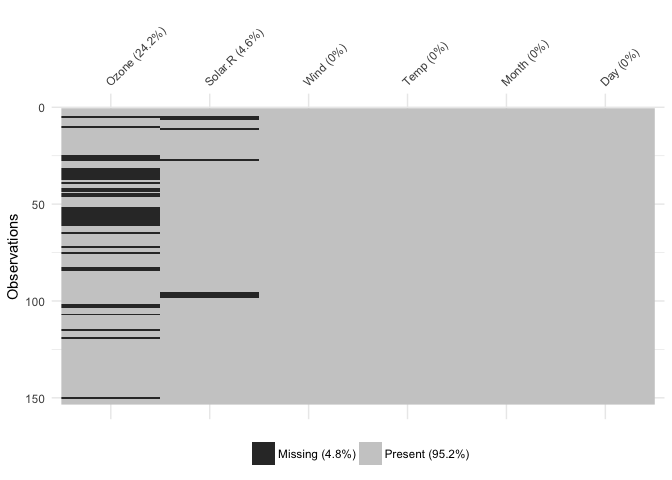 Ozone (24.2%)
Solar.R (4.6%)
Wind (0%)
Temp (0%)
Month (0%)
Day (0%)
0
50
100
150
Observations
Missing (4.8%)
Present (95.2%)